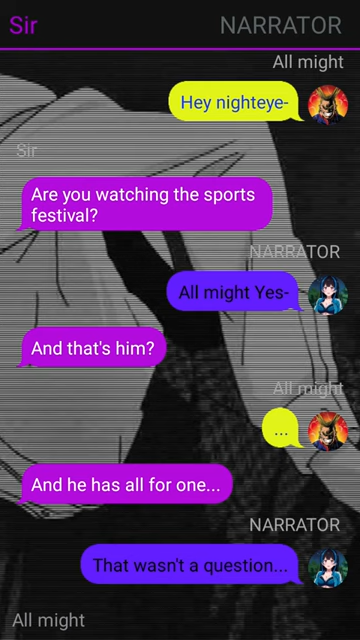 Sir
NARRATOR
All might
Hey nighteye-
Sir
Are you watching the sports
festival?
NARRATOR
All might Yes-
And that's him?
All might
...
And he has all for one...
NARRATOR
That wasn't a question...
All might